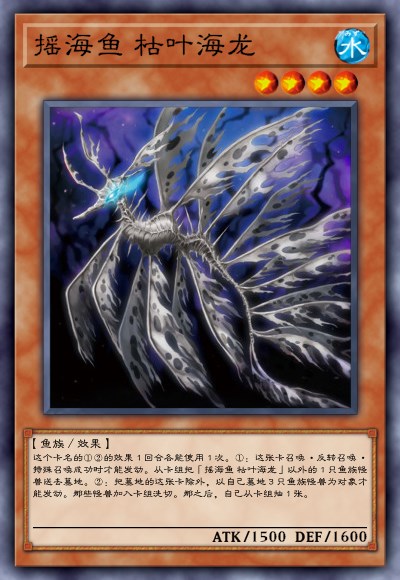 摇海鱼 枯叶海龙
水
【鱼族／效果】
这个卡名的①②的效果1回合各能使用1次。①：这张卡召唤・反转召唤・
特殊召唤成功时才能发动。从卡组把「摇海鱼 枯叶海龙」以外的1只鱼族怪
兽送去墓地。②：把墓地的这张卡除外，以自己墓地3只鱼族怪兽为对象才
能发动。那些怪兽加入卡组洗切。那之后，自己从卡组抽1张。
ATK/1500 DEF/1600